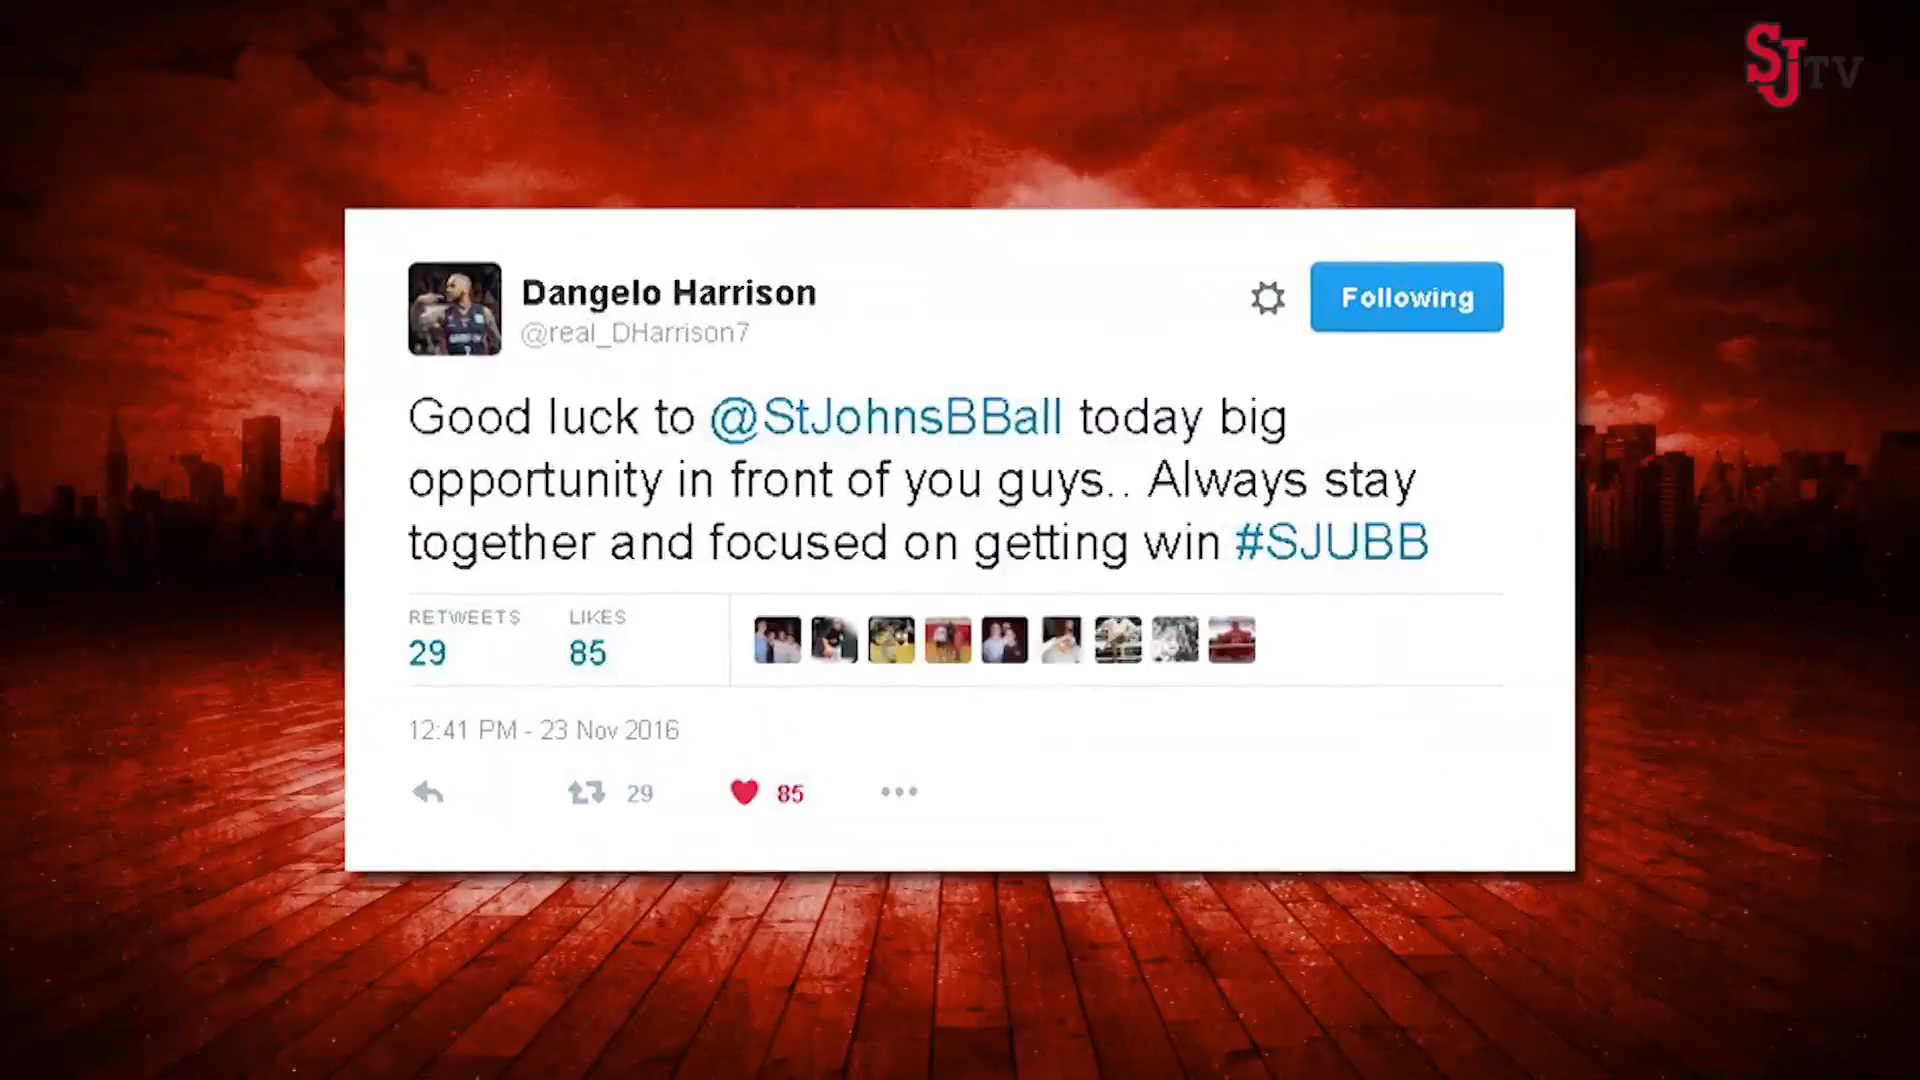 SJTV
Dangelo Harrison
@real_DHarrison7
Following
Good luck to @StJohnsBBall today big
opportunity in front of you guys.. Always stay
together and focused on getting win #SJUBB
RETWEETS LIKES
29 85
12:41 PM - 23 Nov 2016
29 85